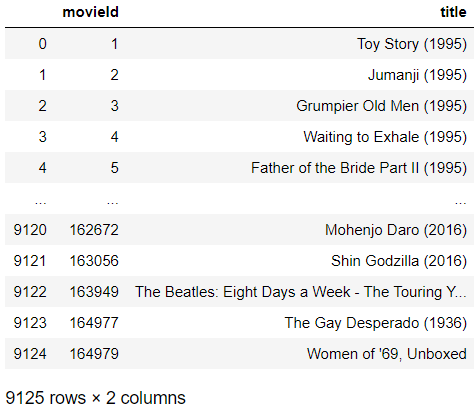 movieId title
0 1 Toy Story (1995)
1 2 Jumanji (1995)
2 3 Grumpier Old Men (1995)
3 4 Waiting to Exhale (1995)
4 5 Father of the Bride Part II (1995)
... ... ...
9120 162672 Mohenjo Daro (2016)
9121 163056 Shin Godzilla (2016)
9122 163949 The Beatles: Eight Days a Week - The Touring Y...
9123 164977 The Gay Desperado (1936)
9124 164979 Women of '69, Unboxed
9125 rows × 2 columns